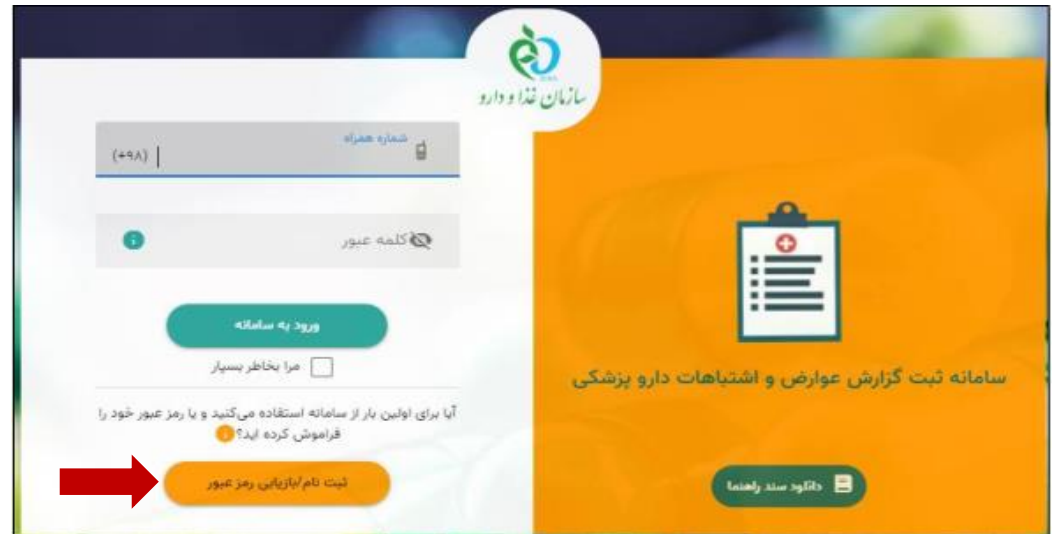 سازمان غذا و دارو
شماره همراه
(+۹۸)
کلمه عبور
ورود به سامانه
مرا بخاطر بسپار
آیا برای اولین بار از سامانه استفاده می‌کنید و یا رمز عبور خود را
فراموش کرده اید؟
ثبت نام/بازیابی رمز عبور
سامانه ثبت گزارش عوارض و اشتباهات دارو پزشکی
دانلود سند راهنما